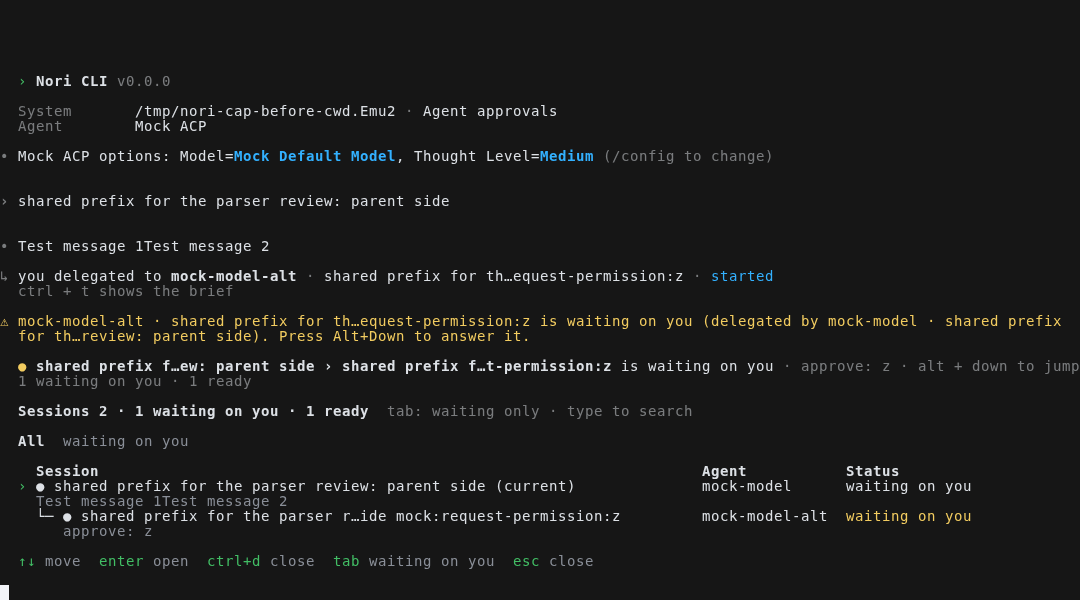 › Nori CLI v0.0.0
System /tmp/nori-cap-before-cwd.Emu2 · Agent approvals
Agent Mock ACP
• Mock ACP options: Model=Mock Default Model, Thought Level=Medium (/config to change)
› shared prefix for the parser review: parent side
• Test message 1Test message 2
↳ you delegated to mock-model-alt · shared prefix for th…equest-permission:z · started
ctrl + t shows the brief
⚠ mock-model-alt · shared prefix for th…equest-permission:z is waiting on you (delegated by mock-model · shared prefix
for th…review: parent side). Press Alt+Down to answer it.
● shared prefix f…ew: parent side › shared prefix f…t-permission:z is waiting on you · approve: z · alt + down to jump
1 waiting on you · 1 ready
Sessions 2 · 1 waiting on you · 1 ready tab: waiting only · type to search
All waiting on you
Session Agent Status
› ● shared prefix for the parser review: parent side (current) mock-model waiting on you
Test message 1Test message 2
└─ ● shared prefix for the parser r…ide mock:request-permission:z mock-model-alt waiting on you
approve: z
↑↓ move enter open ctrl+d close tab waiting on you esc close